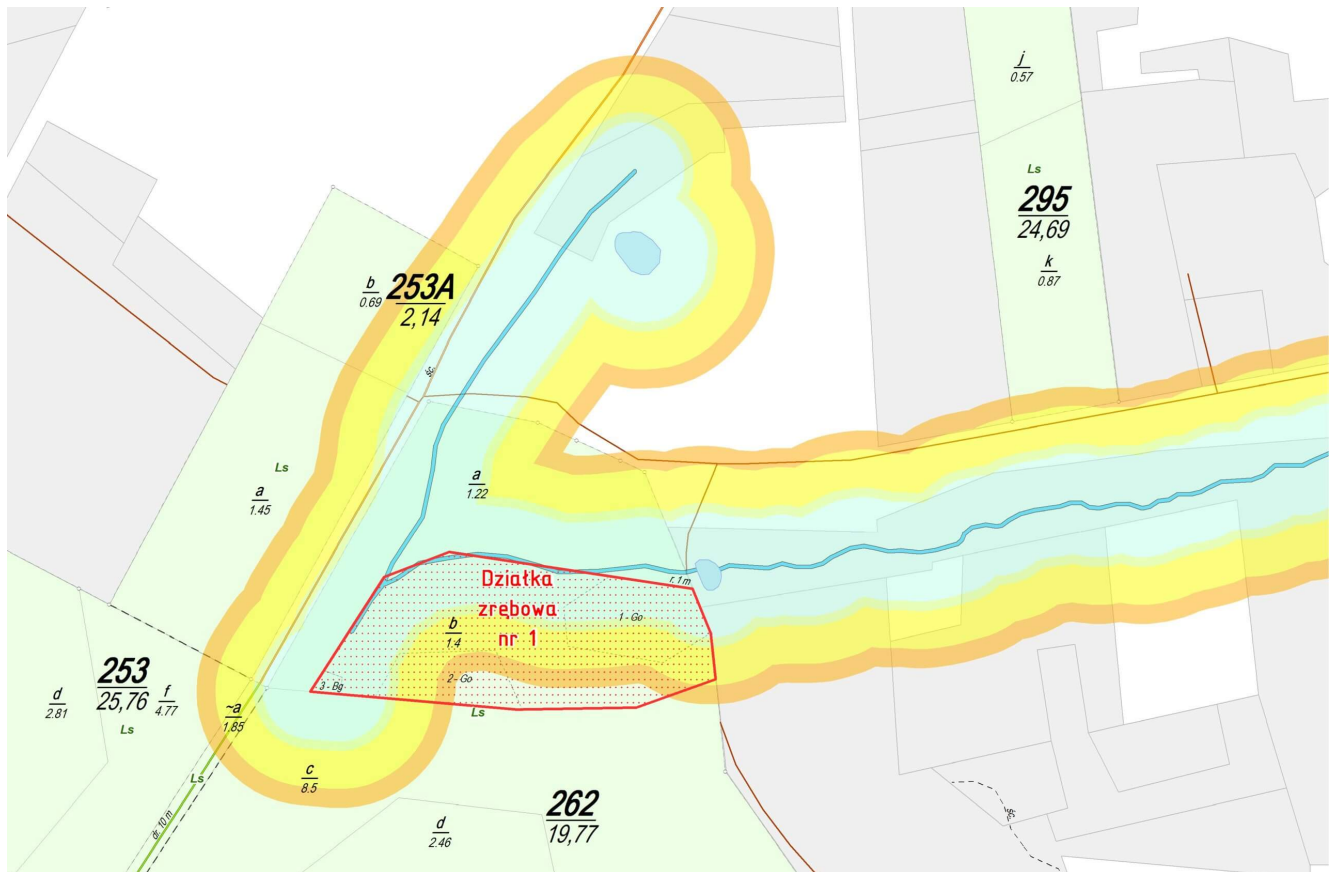 j
0.57
Ls
295
24,69
k
0.87
b
0.69
253A
2,14
śc.
Ls
a
1.45
a
1.22
Działka
zrębowa
nr 1
r. 1 m
1 - Go
b
1.4
2 - Go
3 - Bg
Ls
253
25,76
f
4.77
d
2.81
Ls
~a
1.85
Ls
c
8.5
dr. 10 m
262
19,77
d
2.46